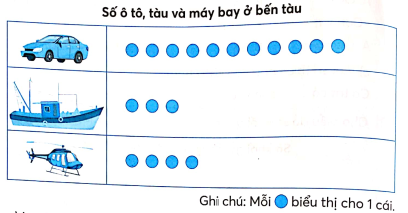 Số ô tô, tàu và máy bay ở bến tàu
Ghi chú: Mỗi biểu thị cho 1 cái.